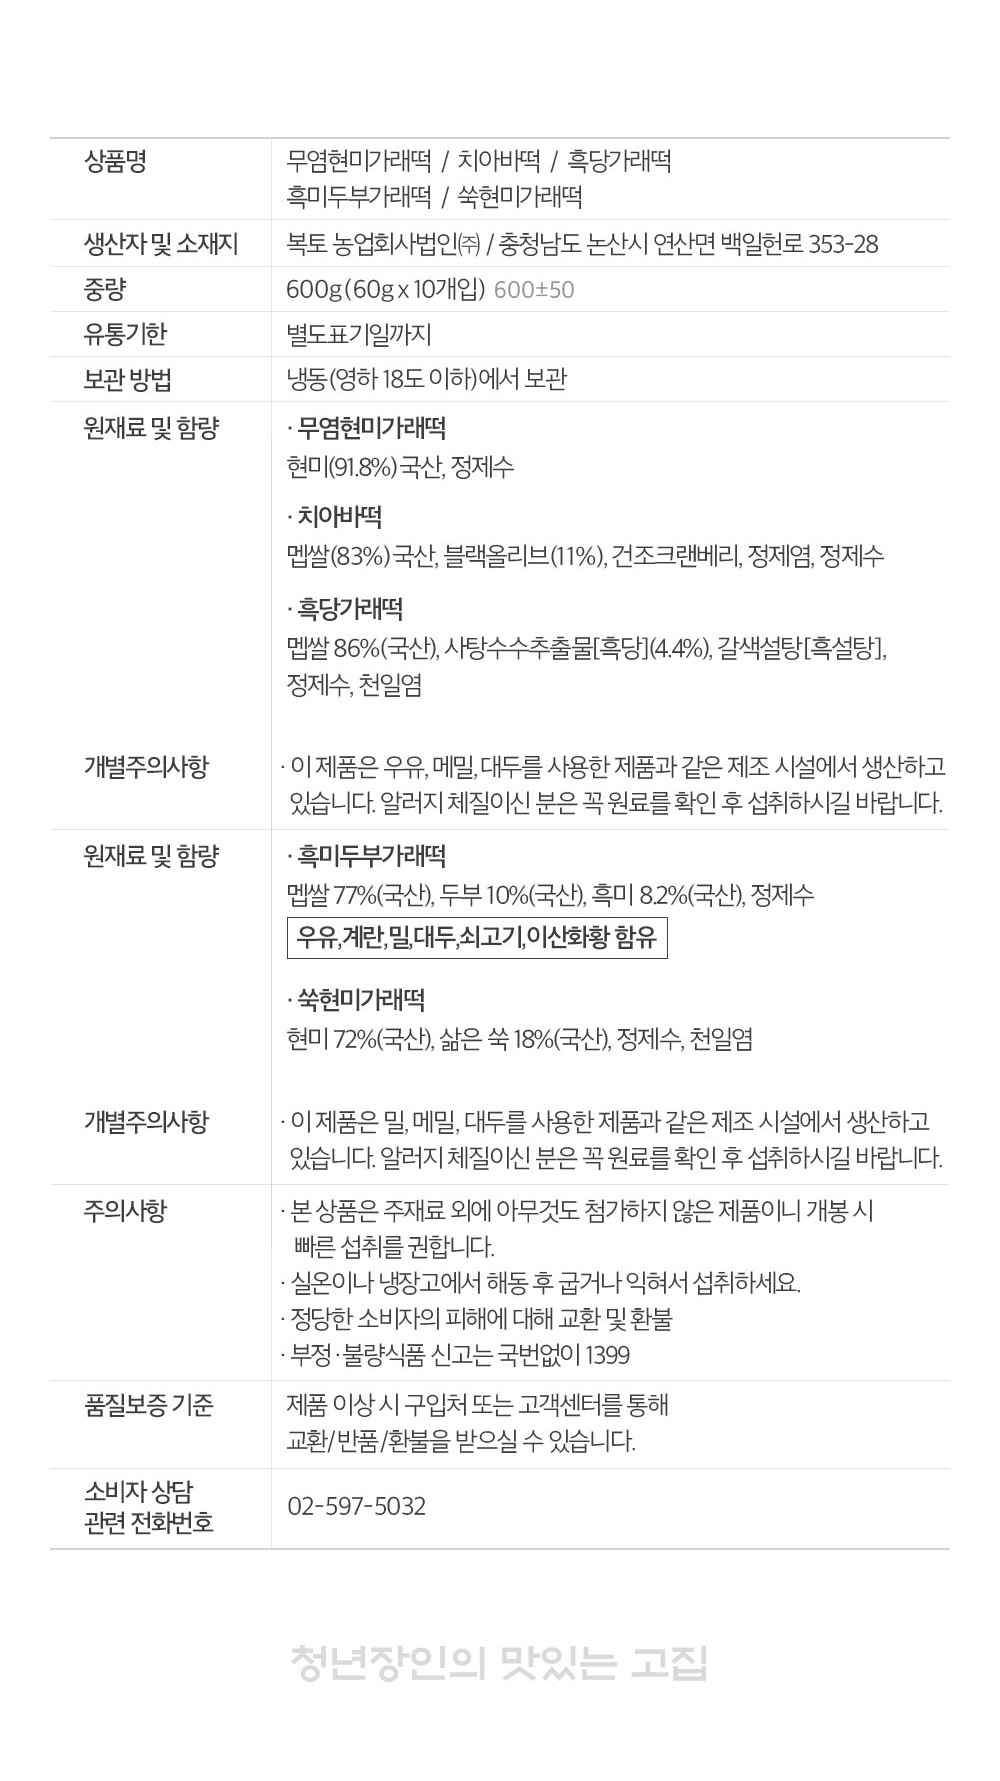 상품명
무염현미가래떡 / 치아바떡 / 흑당가래떡
흑미두부가래떡 / 쑥현미가래떡
생산자 및 소재지
복토 농업회사법인㈜ / 충청남도 논산시 연산면 백일헌로 353-28
중량
600g(60g x 10개입) 600±50
유통기한
별도표기일까지
보관 방법
냉동(영하 18도 이하)에서 보관
원재료 및 함량
· 무염현미가래떡
현미(91.8%)국산, 정제수
· 치아바떡
멥쌀(83%)국산, 블랙올리브(11%), 건조크랜베리, 정제염, 정제수
· 흑당가래떡
멥쌀 86%(국산), 사탕수수추출물[흑당](4.4%), 갈색설탕[흑설탕],
정제수, 천일염
개별주의사항
· 이 제품은 우유, 메밀, 대두를 사용한 제품과 같은 제조 시설에서 생산하고
있습니다. 알러지 체질이신 분은 꼭 원료를 확인 후 섭취하시길 바랍니다.
원재료 및 함량
· 흑미두부가래떡
멥쌀 77%(국산), 두부 10%(국산), 흑미 8.2%(국산), 정제수
우유,계란,밀,대두,쇠고기,이산화황 함유
· 쑥현미가래떡
현미 72%(국산), 삶은 쑥 18%(국산), 정제수, 천일염
개별주의사항
· 이 제품은 밀, 메밀, 대두를 사용한 제품과 같은 제조 시설에서 생산하고
있습니다. 알러지 체질이신 분은 꼭 원료를 확인 후 섭취하시길 바랍니다.
주의사항
· 본 상품은 주재료 외에 아무것도 첨가하지 않은 제품이니 개봉 시
빠른 섭취를 권합니다.
· 실온이나 냉장고에서 해동 후 굽거나 익혀서 섭취하세요.
· 정당한 소비자의 피해에 대해 교환 및 환불
· 부정·불량식품 신고는 국번없이 1399
품질보증 기준
제품 이상 시 구입처 또는 고객센터를 통해
교환/반품/환불을 받으실 수 있습니다.
소비자 상담
관련 전화번호
02-597-5032
청년장인의 맛있는 고집